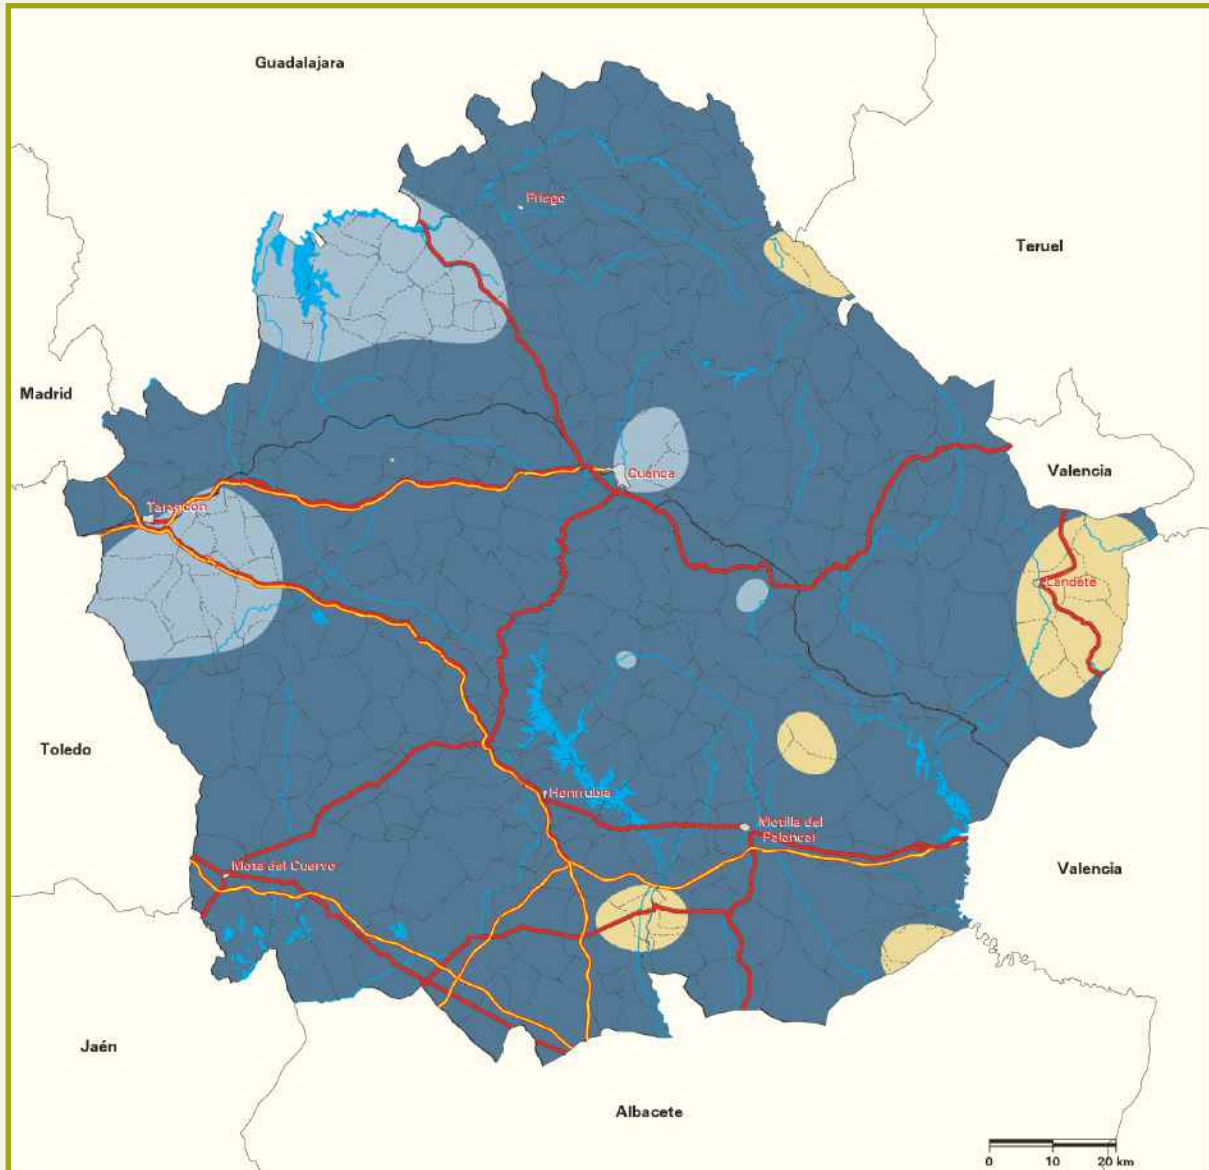 Guadalajara
Priego
Teruel
Madrid
Cuenca
Valencia
Tarancón
Landete
Toledo
Honrubia
Motilla del
Palancar
Mota del Cuervo
Valencia
Jaén
Albacete
0 10 20 km